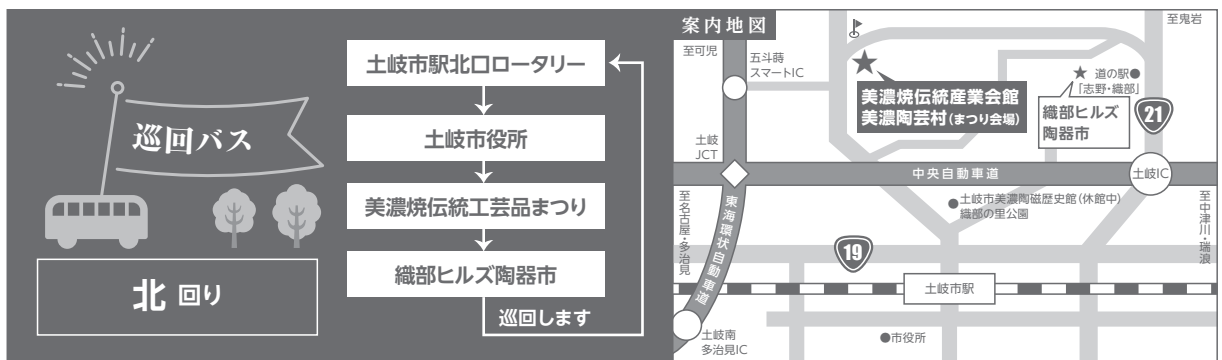 巡回バス
北回り
土岐市駅北口ロータリー
土岐市役所
美濃焼伝統工芸品まつり
織部ヒルズ陶器市
巡回します
案内地図
至可児
五斗蒔
スマートIC
美濃焼伝統産業会館
美濃陶芸村(まつり会場)
至鬼岩
道の駅
「志野・織部」
織部ヒルズ
陶器市
21
土岐
JCT
中央自動車道
土岐IC
至名古屋・多治見
東海環状自動車道
土岐市美濃陶磁歴史館(休館中)
織部の里公園
至中津川・瑞浪
19
土岐市駅
土岐南
多治見IC
市役所